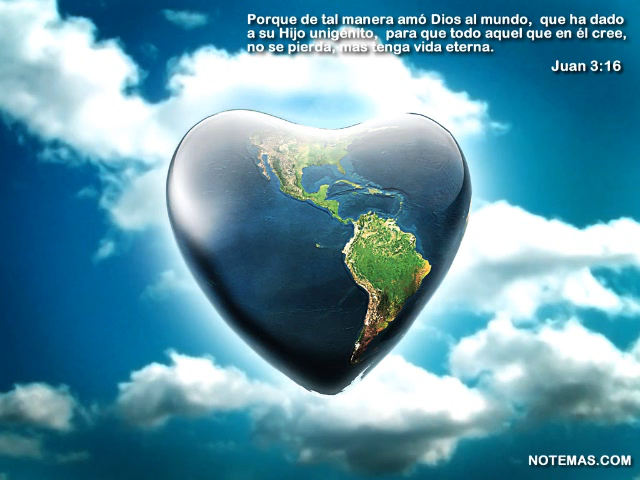 Porque de tal manera amó Dios al mundo, que ha dado
a su Hijo unigénito, para que todo aquel que en él cree,
no se pierda, mas tenga vida eterna.
Juan 3:16
NOTEMAS.COM